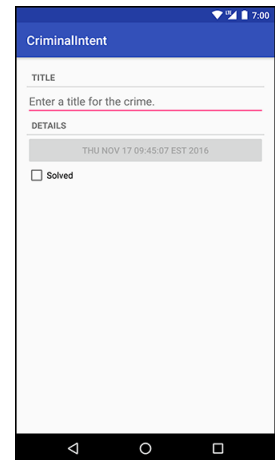 7:00
CriminalIntent
TITLE
Enter a title for the crime.
DETAILS
THU NOV 17 09:45:07 EST 2016
Solved